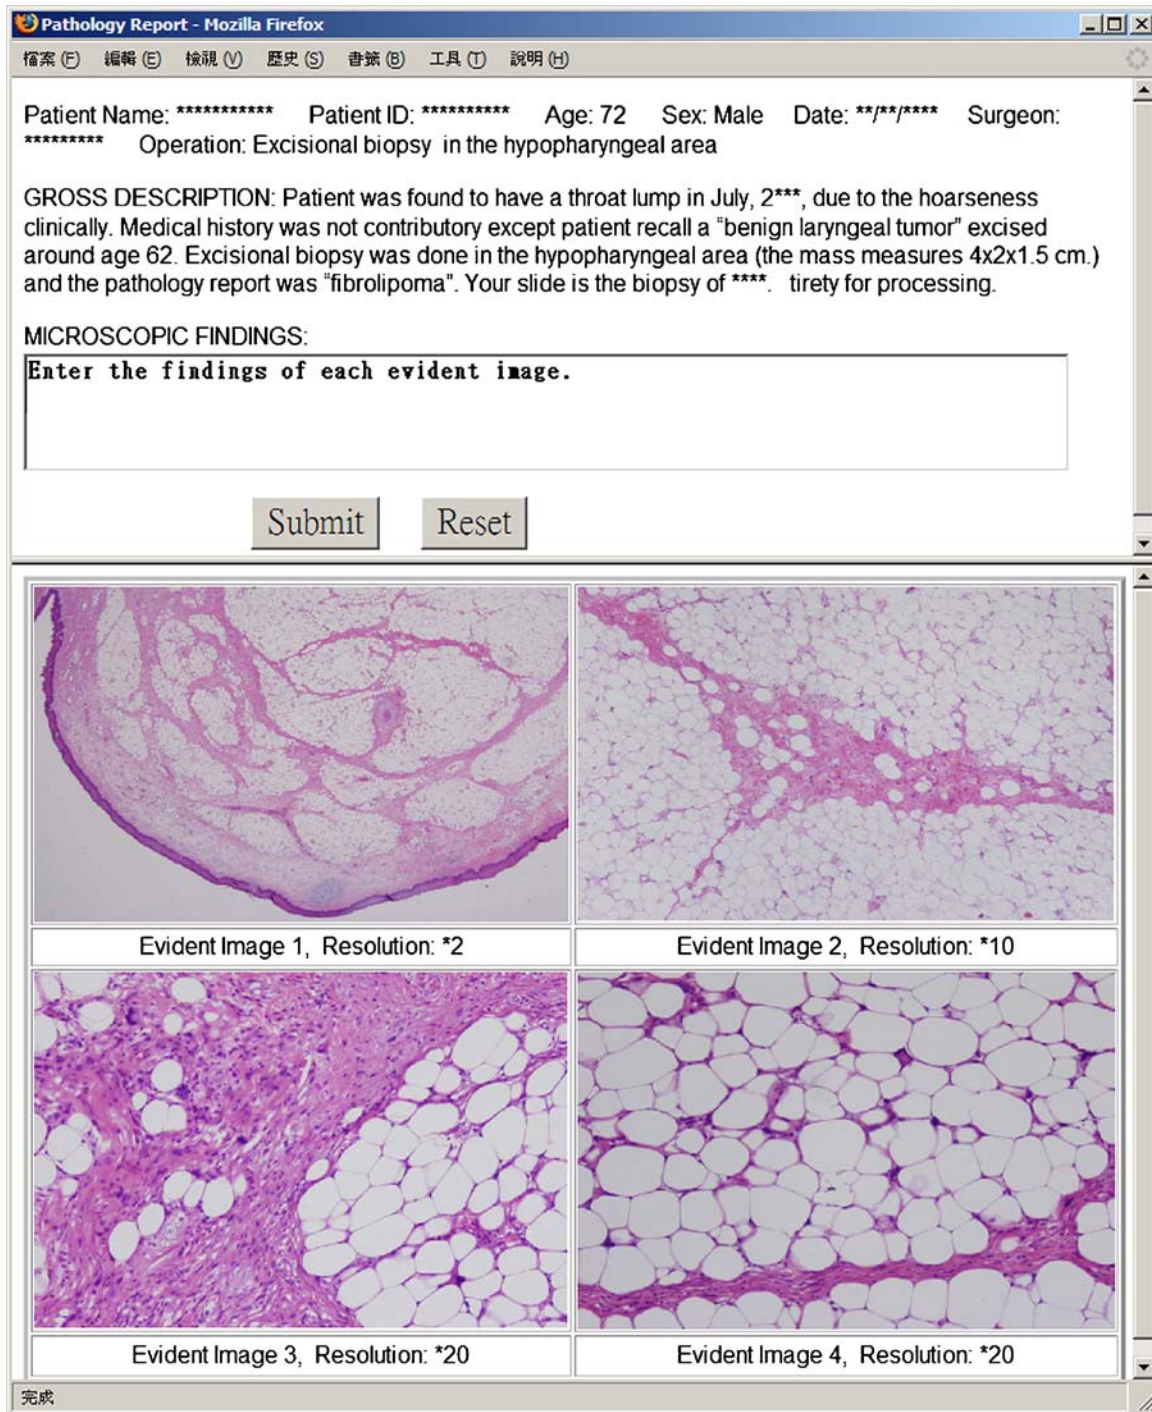 Pathology Report - Mozilla Firefox
檔案 (F) 編輯 (E) 檢視 (V) 歷史 (S) 書籤 (B) 工具 (T) 說明 (H)
Patient Name: *********** Patient ID: ********** Age: 72 Sex: Male Date: **/**/**** Surgeon:
********* Operation: Excisional biopsy in the hypopharyngeal area
GROSS DESCRIPTION: Patient was found to have a throat lump in July, 2***, due to the hoarseness
clinically. Medical history was not contributory except patient recall a "benign laryngeal tumor" excised
around age 62. Excisional biopsy was done in the hypopharyngeal area (the mass measures 4x2x1.5 cm.)
and the pathology report was "fibrolipoma". Your slide is the biopsy of ****. tirety for processing.
MICROSCOPIC FINDINGS:
Enter the findings of each evident image.
Submit Reset
Evident Image 1, Resolution: *2
Evident Image 2, Resolution: *10
Evident Image 3, Resolution: *20
Evident Image 4, Resolution: *20
完成